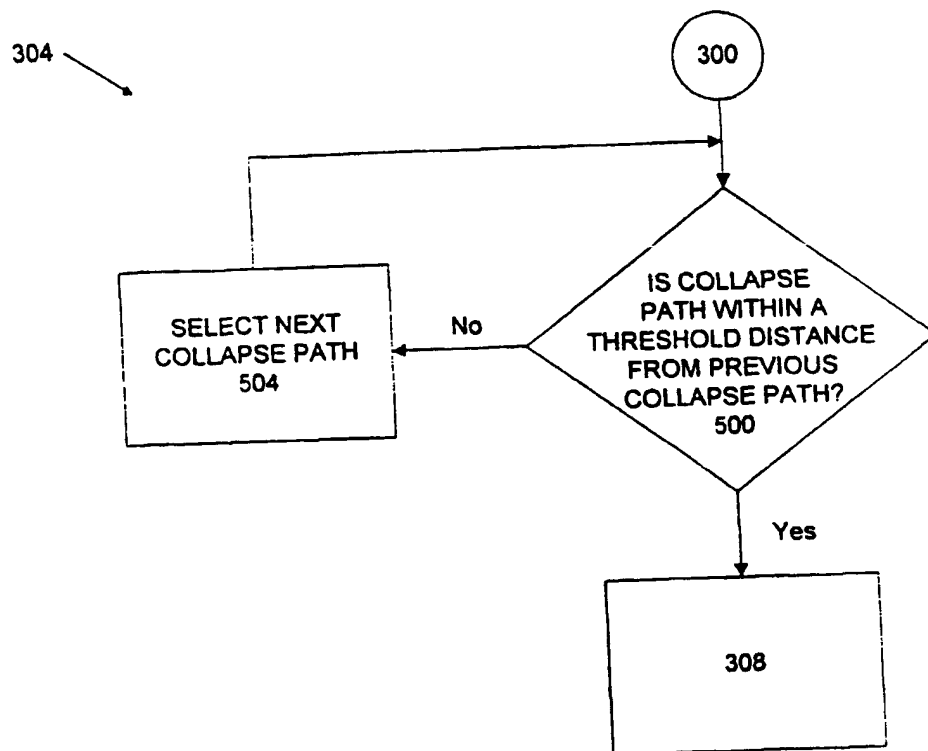 304
300
IS COLLAPSE
PATH WITHIN A
THRESHOLD DISTANCE
FROM PREVIOUS
COLLAPSE PATH?
500
No
SELECT NEXT
COLLAPSE PATH
504
Yes
308